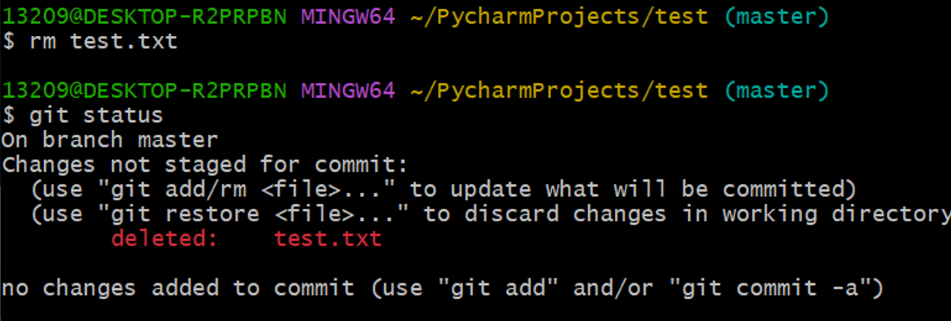 13209@DESKTOP-R2PRPBN MINGW64 ~/PycharmProjects/test (master)
$ rm test.txt
13209@DESKTOP-R2PRPBN MINGW64 ~/PycharmProjects/test (master)
$ git status
On branch master
Changes not staged for commit:
  (use "git add/rm <file>..." to update what will be committed)
  (use "git restore <file>..." to discard changes in working directory
        deleted:    test.txt
no changes added to commit (use "git add" and/or "git commit -a")